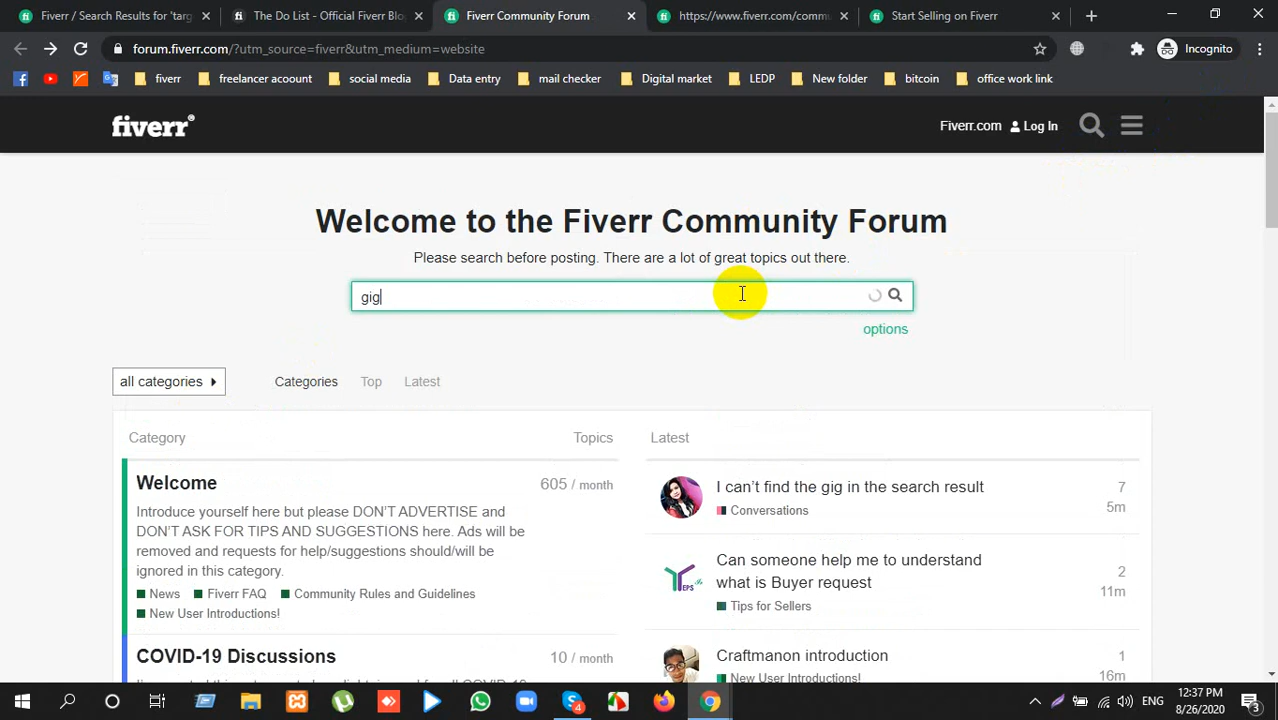 Fiverr / Search Results for 'targ
The Do List - Official Fiverr Blo
Fiverr Community Forum
https://www.fiverr.com/commu
Start Selling on Fiverr
forum.fiverr.com/?utm_source=fiverr&utm_medium=website
Incognito
fiverr
freelancer acount
social media
Data entry
mail checker
Digital market
LEDP
New folder
bitcoin
office work link
fiverr®
Fiverr.com
Log In
Welcome to the Fiverr Community Forum
Please search before posting. There are a lot of great topics out there.
gig
options
all categories
Categories
Top
Latest
Category
Topics
Latest
Welcome
605 / month
Introduce yourself here but please DON'T ADVERTISE and
DON'T ASK FOR TIPS AND SUGGESTIONS here. Ads will be
removed and requests for help/suggestions should/will be
ignored in this category.
News
Fiverr FAQ
Community Rules and Guidelines
New User Introductions!
COVID-19 Discussions
10 / month
I can't find the gig in the search result
7
Conversations
5m
EPS
Can someone help me to understand
what is Buyer request
2
Tips for Sellers
11m
Craftmanon introduction
1
New User Introductions!
16m
4
ENG
12:37 PM
8/26/2020
3